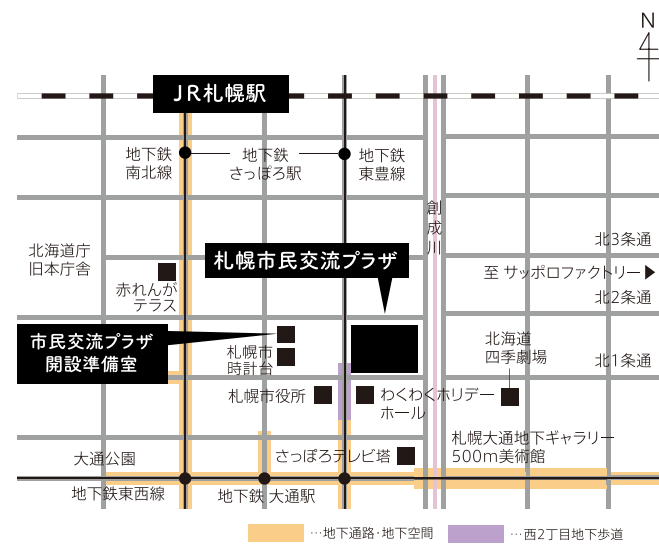 N
JR札幌駅
地下鉄
南北線
地下鉄
さっぽろ駅
地下鉄
東豊線
創成川
北3条通
北海道庁
旧本庁舎
札幌市民交流プラザ
至 サッポロファクトリー
赤れんが
テラス
北2条通
市民交流プラザ
開設準備室
札幌市
時計台
北海道
四季劇場
北1条通
札幌市役所
わくわくホリデー
ホール
大通公園
さっぽろテレビ塔
札幌大通地下ギャラリー
500m美術館
地下鉄東西線
地下鉄 大通駅
…地下通路・地下空間
…西2丁目地下歩道